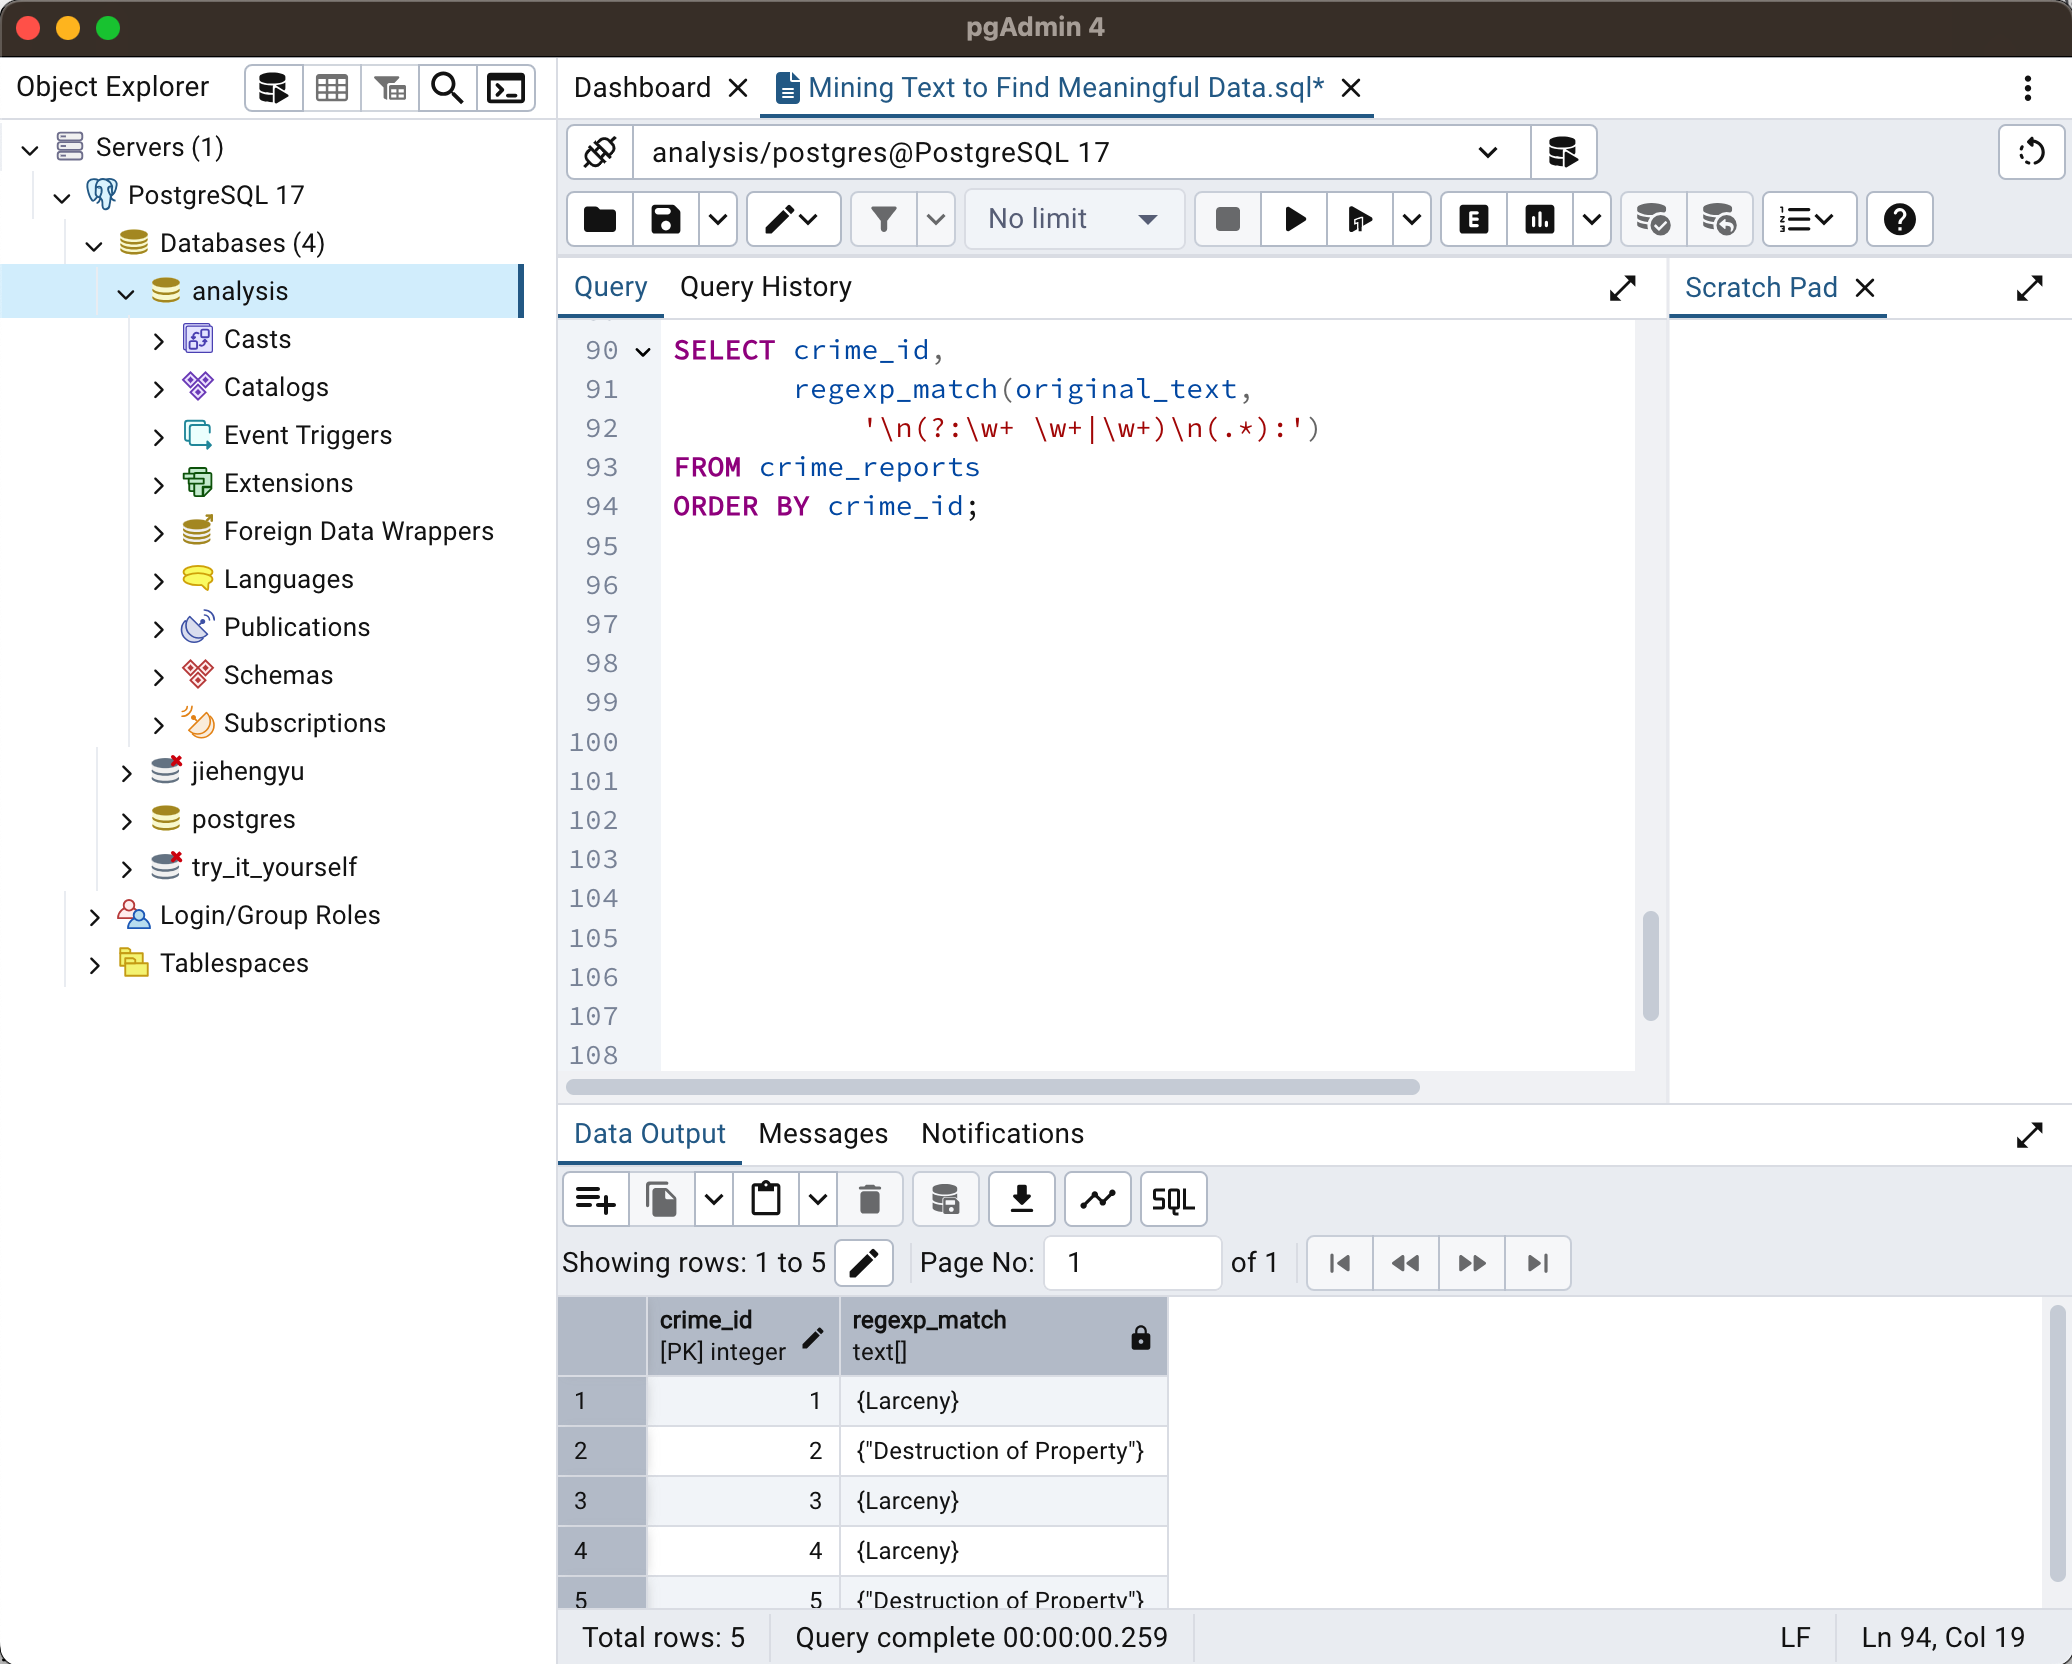 pgAdmin 4
Object Explorer
Servers (1)
PostgreSQL 17
Databases (4)
analysis
Casts
Catalogs
Event Triggers
Extensions
Foreign Data Wrappers
Languages
Publications
Schemas
Subscriptions
jiehengyu
postgres
try_it_yourself
Login/Group Roles
Tablespaces
Dashboard
Mining Text to Find Meaningful Data.sql*
analysis/postgres@PostgreSQL 17
No limit
E
Query
Query History
Scratch Pad
90 SELECT crime_id,
91 regexp_match(original_text,
92 '\n(?:\w+ \w+|\w+)\n(.*):')
93 FROM crime_reports
94 ORDER BY crime_id;
95
96
97
98
99
100
101
102
103
104
105
106
107
108
Data Output
Messages
Notifications
SQL
Showing rows: 1 to 5
Page No: 1 of 1
crime_id
[PK] integer
regexp_match
text[]
1 1 {Larceny}
2 2 {"Destruction of Property"}
3 3 {Larceny}
4 4 {Larceny}
5 5 {"Destruction of Property"}
Total rows: 5
Query complete 00:00:00.259
LF
Ln 94, Col 19